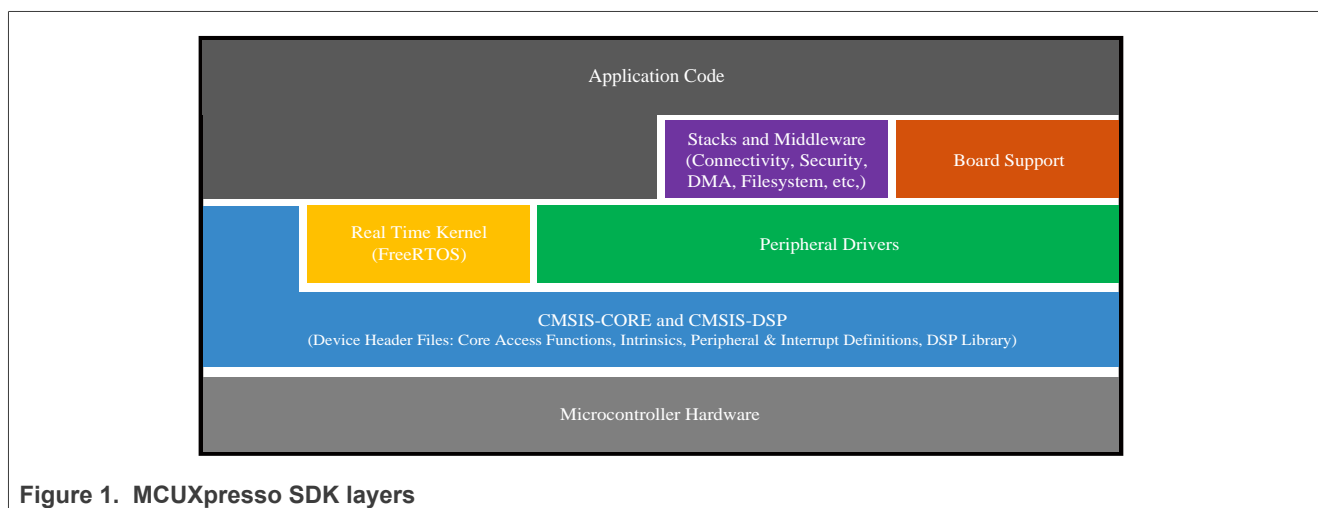 Application Code
Stacks and Middleware
(Connectivity, Security,
DMA, Filesystem, etc,)
Board Support
Real Time Kernel
(FreeRTOS)
Peripheral Drivers
CMSIS-CORE and CMSIS-DSP
(Device Header Files: Core Access Functions, Intrinsics, Peripheral & Interrupt Definitions, DSP Library)
Microcontroller Hardware
Figure 1. MCUXpresso SDK layers